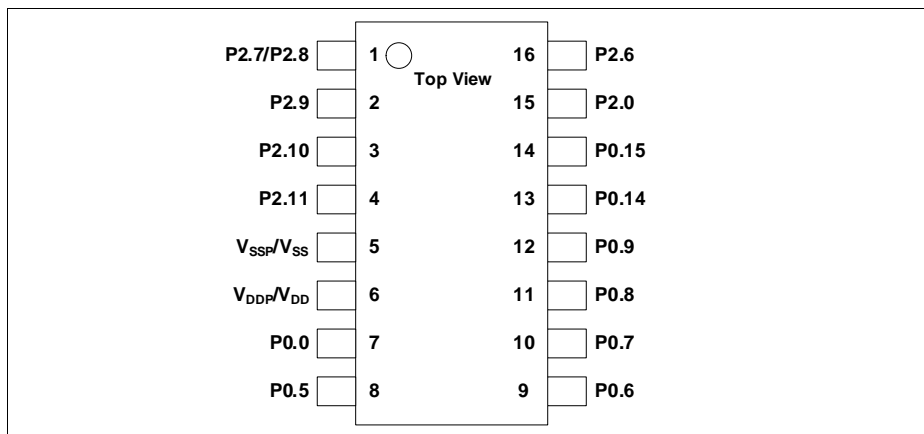 P2.7/P2.8 1 16 P2.6
Top View
P2.9 2 15 P2.0
P2.10 3 14 P0.15
P2.11 4 13 P0.14
VSSP/VSS 5 12 P0.9
VDDP/VDD 6 11 P0.8
P0.0 7 10 P0.7
P0.5 8 9 P0.6